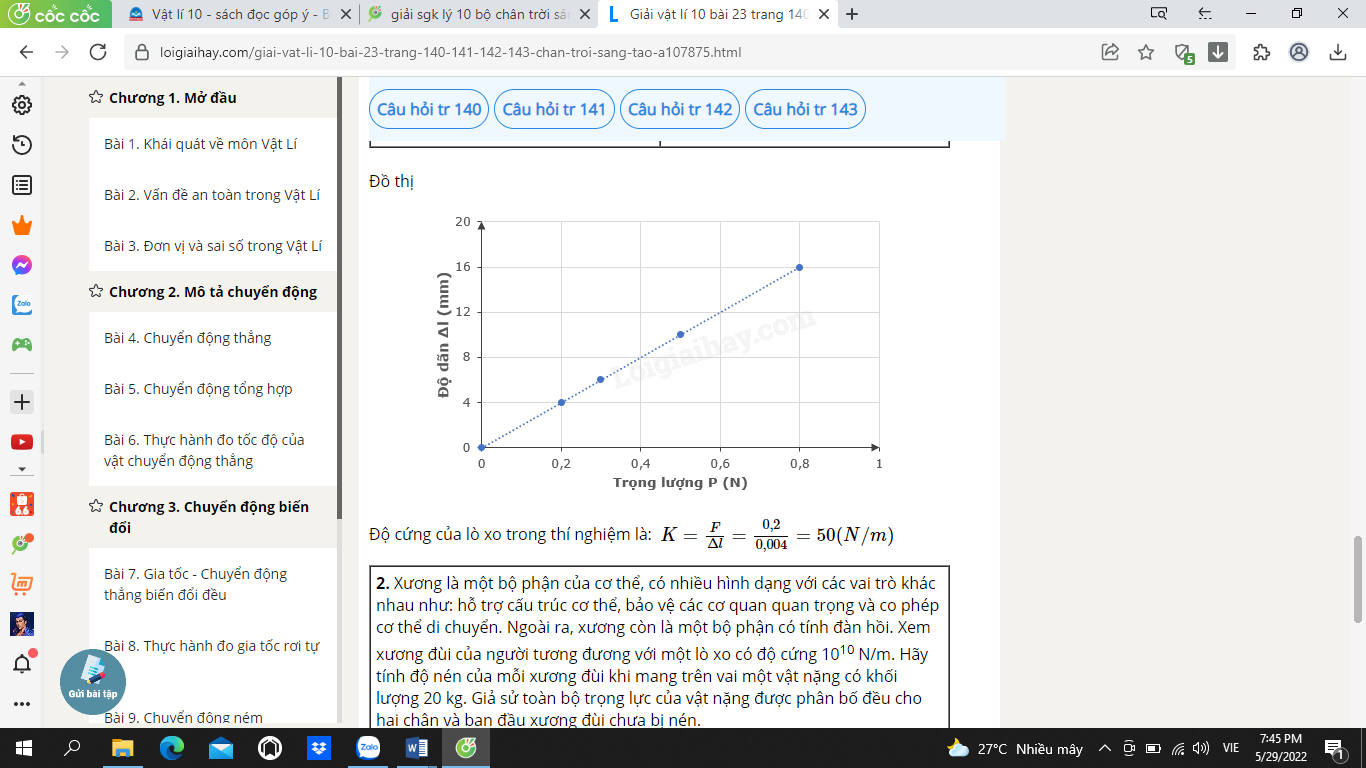 cốc cốc
Vật lí 10 - sách đọc góp ý - B
giải sgk lý 10 bộ chân trời sán
Giải vật lí 10 bài 23 trang 140
loigiaihay.com/giai-vat-li-10-bai-23-trang-140-141-142-143-chan-troi-sang-tao-a107875.html
5
Chương 1. Mở đầu
Bài 1. Khái quát về môn Vật Lí
Bài 2. Vấn đề an toàn trong Vật Lí
Bài 3. Đơn vị và sai số trong Vật Lí
Chương 2. Mô tả chuyển động
Bài 4. Chuyển động thẳng
Bài 5. Chuyển động tổng hợp
Bài 6. Thực hành đo tốc độ của
vật chuyển động thẳng
Chương 3. Chuyển động biến
đổi
Bài 7. Gia tốc - Chuyển động
thẳng biến đổi đều
Bài 8. Thực hành đo gia tốc rơi tự
Bài 9. Chuyển động ném
Zalo
6.6
Gửi bài tập
Câu hỏi tr 140
Câu hỏi tr 141
Câu hỏi tr 142
Câu hỏi tr 143
Đồ thị
20
16
12
8
4
0
Độ dãn Δl (mm)
Loigiaihay.com
0
0,2
0,4
0,6
0,8
1
Trọng lượng P (N)
Độ cứng của lò xo trong thí nghiệm là: K = F/Δl = 0,2/0,004 = 50(N/m)
2. Xương là một bộ phận của cơ thể, có nhiều hình dạng với các vai trò khác
nhau như: hỗ trợ cấu trúc cơ thể, bảo vệ các cơ quan quan trọng và co phép
cơ thể di chuyển. Ngoài ra, xương còn là một bộ phận có tính đàn hồi. Xem
xương đùi của người tương đương với một lò xo có độ cứng 10¹⁰ N/m. Hãy
tính độ nén của mỗi xương đùi khi mang trên vai một vật nặng có khối
lượng 20 kg. Giả sử toàn bộ trọng lực của vật nặng được phân bố đều cho
hai chân và ban đầu xương đùi chưa bị nén.
Zalo
27°C Nhiều mây
VIE
7:45 PM
5/29/2022
1